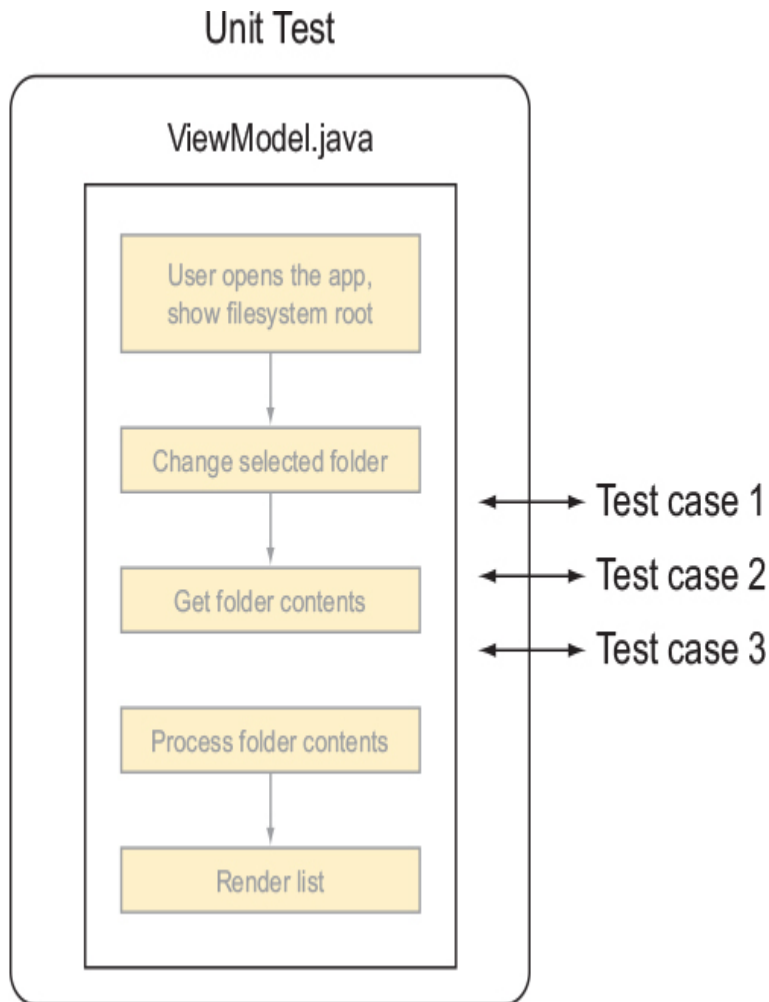 Unit Test
ViewModel.java
User opens the app,
show filesystem root
Change selected folder
Get folder contents
Process folder contents
Render list
Test case 1
Test case 2
Test case 3